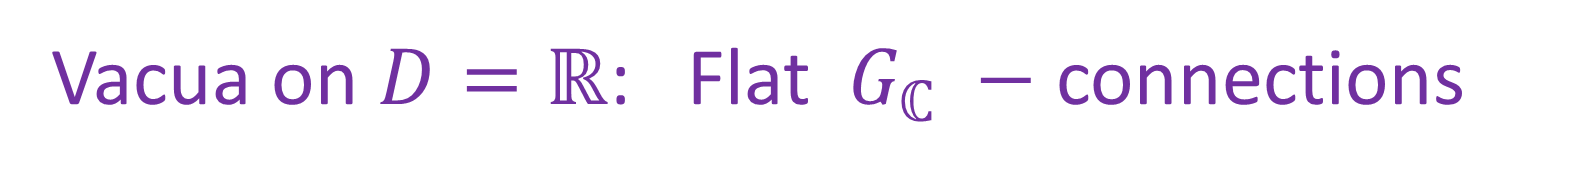 Vacua on 𝐷 = ℝ: Flat 𝐺_ℂ − connections